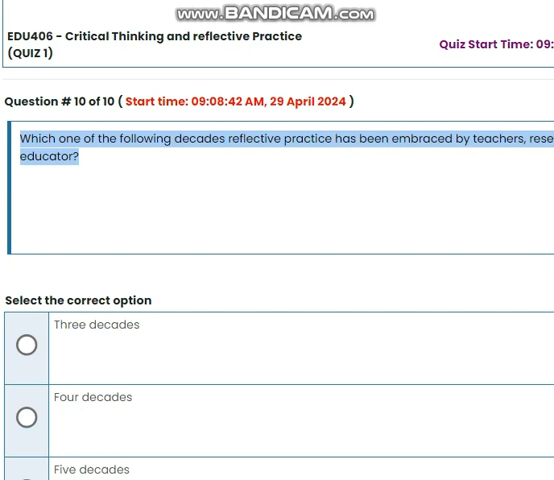 www.BANDICAM.com
EDU406 - Critical Thinking and reflective Practice
(QUIZ 1)
Quiz Start Time: 09:
Question # 10 of 10 ( Start time: 09:08:42 AM, 29 April 2024 )
Which one of the following decades reflective practice has been embraced by teachers, rese
educator?
Select the correct option
Three decades
Four decades
Five decades